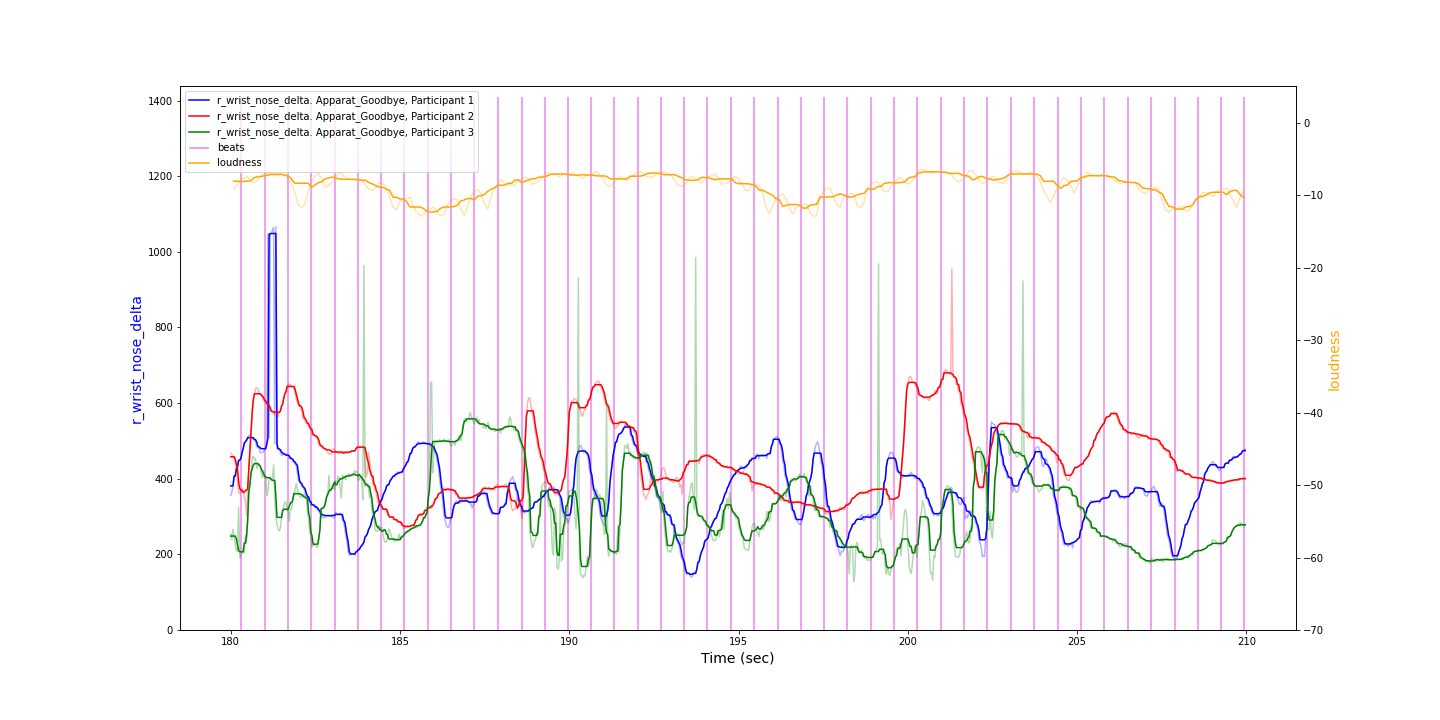 r_wrist_nose_delta. Apparat_Goodbye, Participant 1
r_wrist_nose_delta. Apparat_Goodbye, Participant 2
r_wrist_nose_delta. Apparat_Goodbye, Participant 3
beats
loudness
1400
1200
1000
800
600
400
200
0
r_wrist_nose_delta
0
−10
−20
−30
−40
−50
−60
−70
loudness
180
185
190
195
200
205
210
Time (sec)